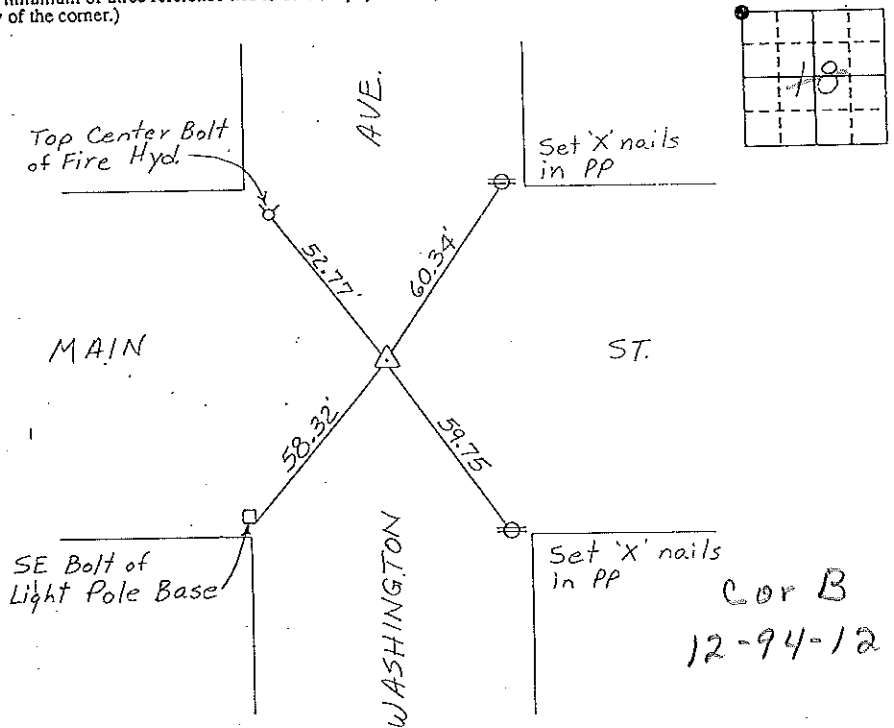 y of the corner.)
AVE.
18
Top Center Bolt
of Fire Hyd.
Set 'X' nails
in PP
52.77'
60.34'
MAIN
ST.
58.32'
59.75
SE Bolt of
Light Pole Base
WASHINGTON
Set 'X' nails
in PP
Cor B
12-94-12